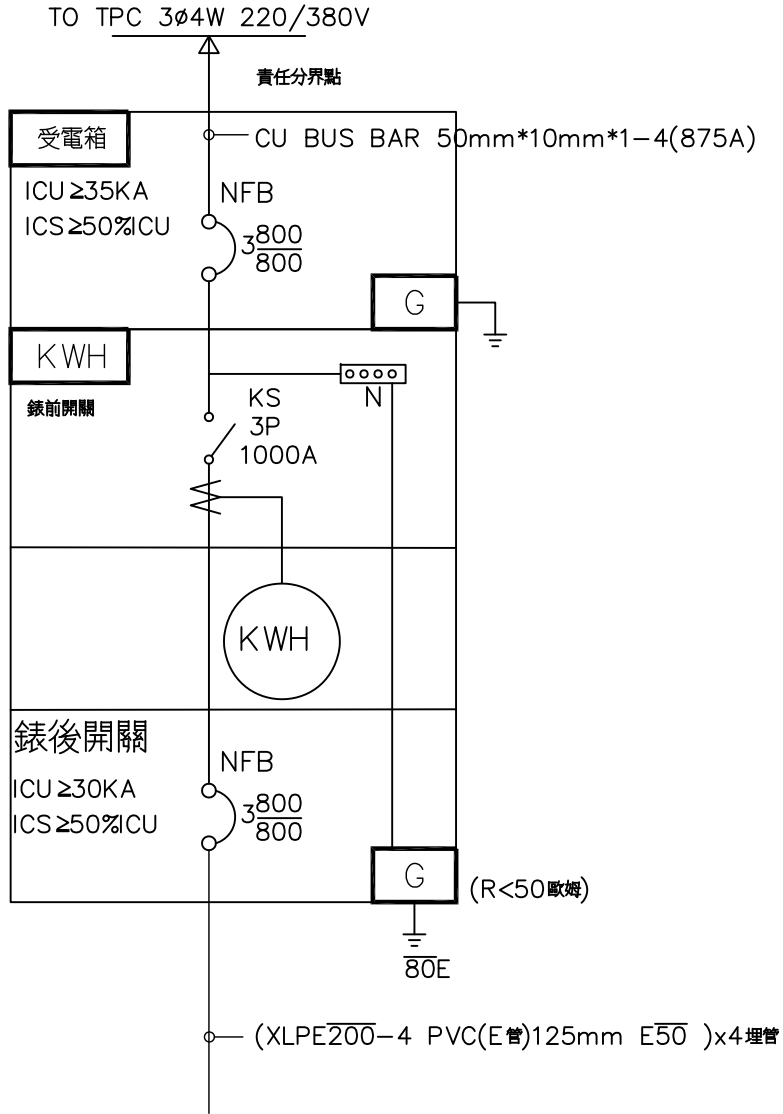 TO TPC 3ø4W 220/380V
責任分界點
受電箱
CU BUS BAR 50mm*10mm*1-4(875A)
ICU≥35KA
ICS≥50%ICU
NFB
3 800
800
G
KWH
錶前開關
N
KS
3P
1000A
KWH
錶後開關
NFB
ICU≥30KA
ICS≥50%ICU
3 800
800
G
(R<50歐姆)
80E
(XLPE200-4 PVC(E管)125mm E50 )x4埋管